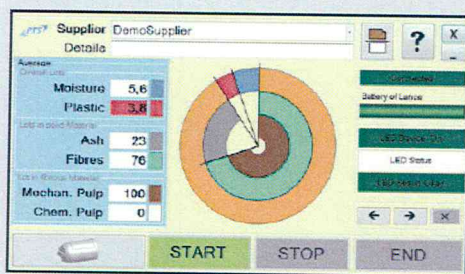 PTS
Supplier DemoSupplier
Details
Average
Moisture 5,6
Plastic 3,8
Ash 23
Fibres 76
Mechan. Pulp 100
Chem. Pulp 0
Connected
Battery of Lance
LED Status
? X
START STOP END